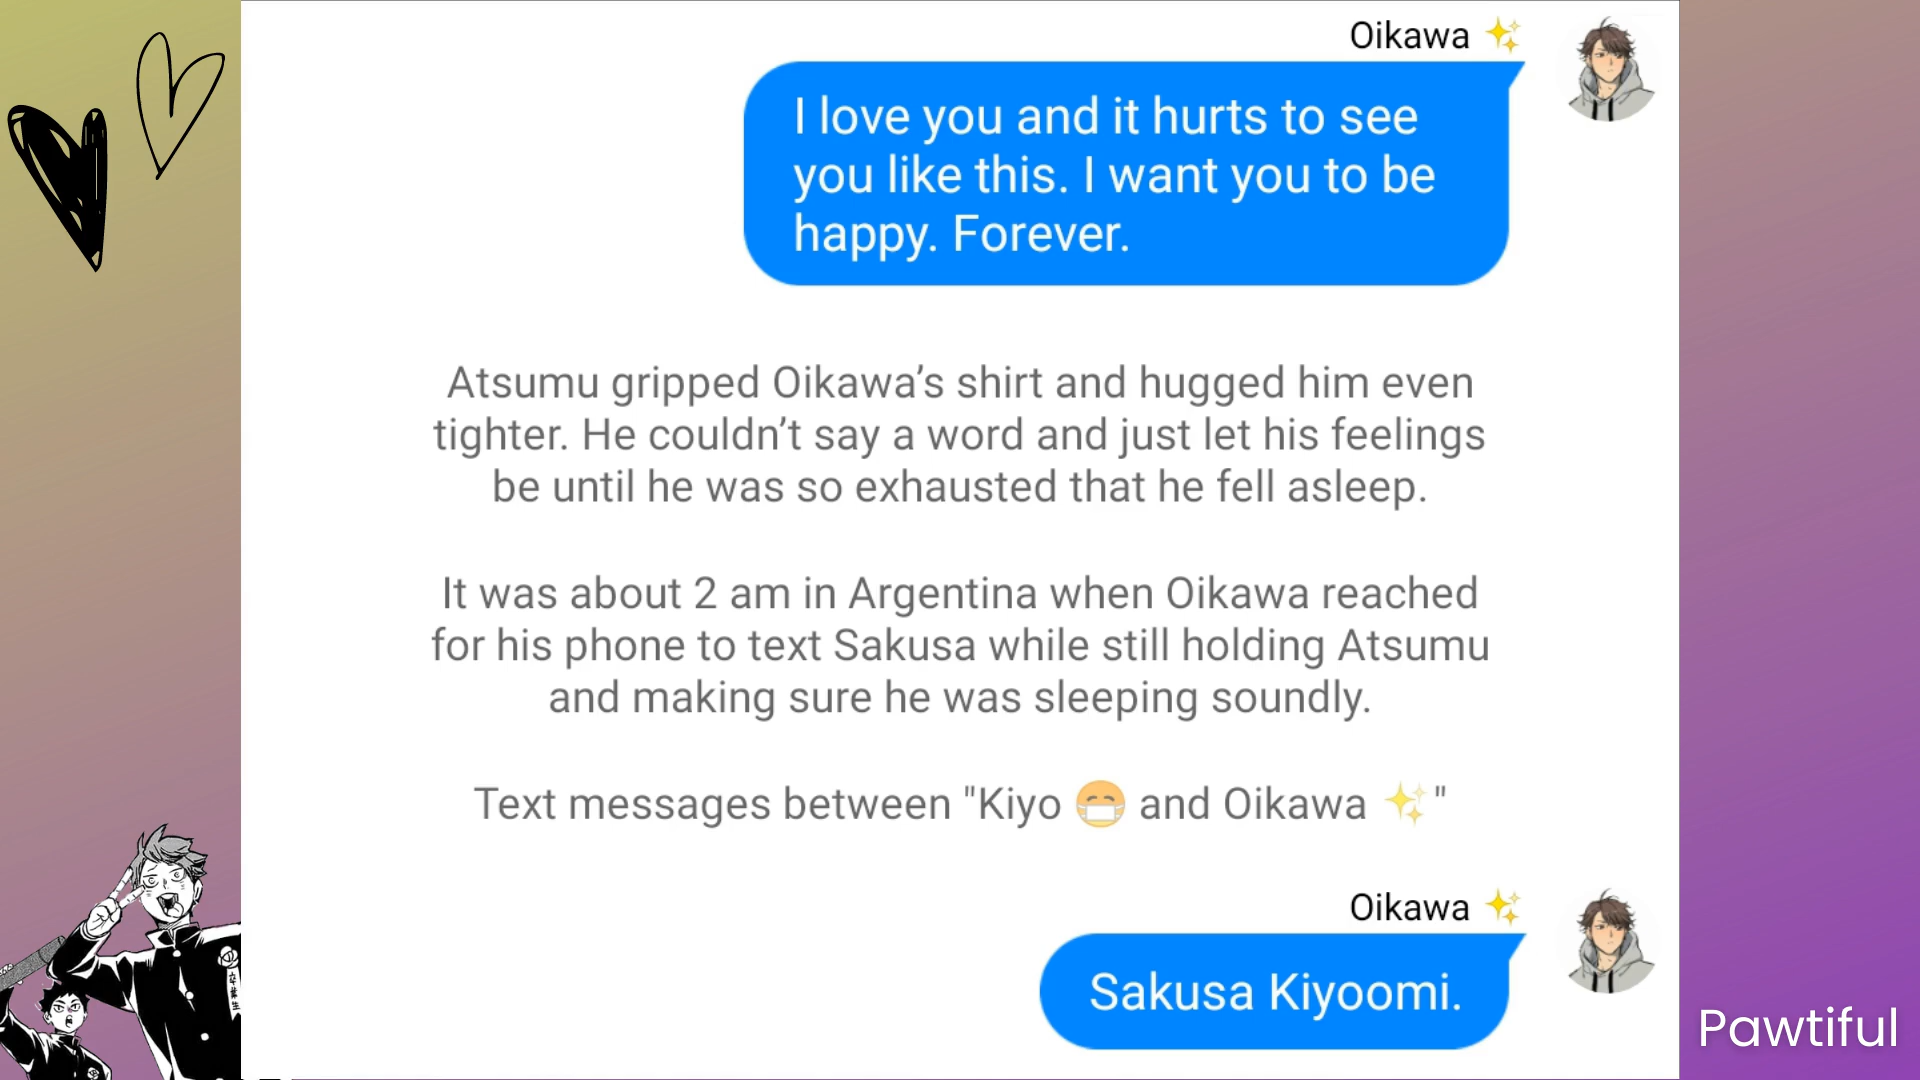 Oikawa ✨
I love you and it hurts to see
you like this. I want you to be
happy. Forever.
Atsumu gripped Oikawa’s shirt and hugged him even
tighter. He couldn’t say a word and just let his feelings
be until he was so exhausted that he fell asleep.
It was about 2 am in Argentina when Oikawa reached
for his phone to text Sakusa while still holding Atsumu
and making sure he was sleeping soundly.
Text messages between "Kiyo 😷 and Oikawa ✨"
Oikawa ✨
Sakusa Kiyoomi.
卒業生
Pawtiful